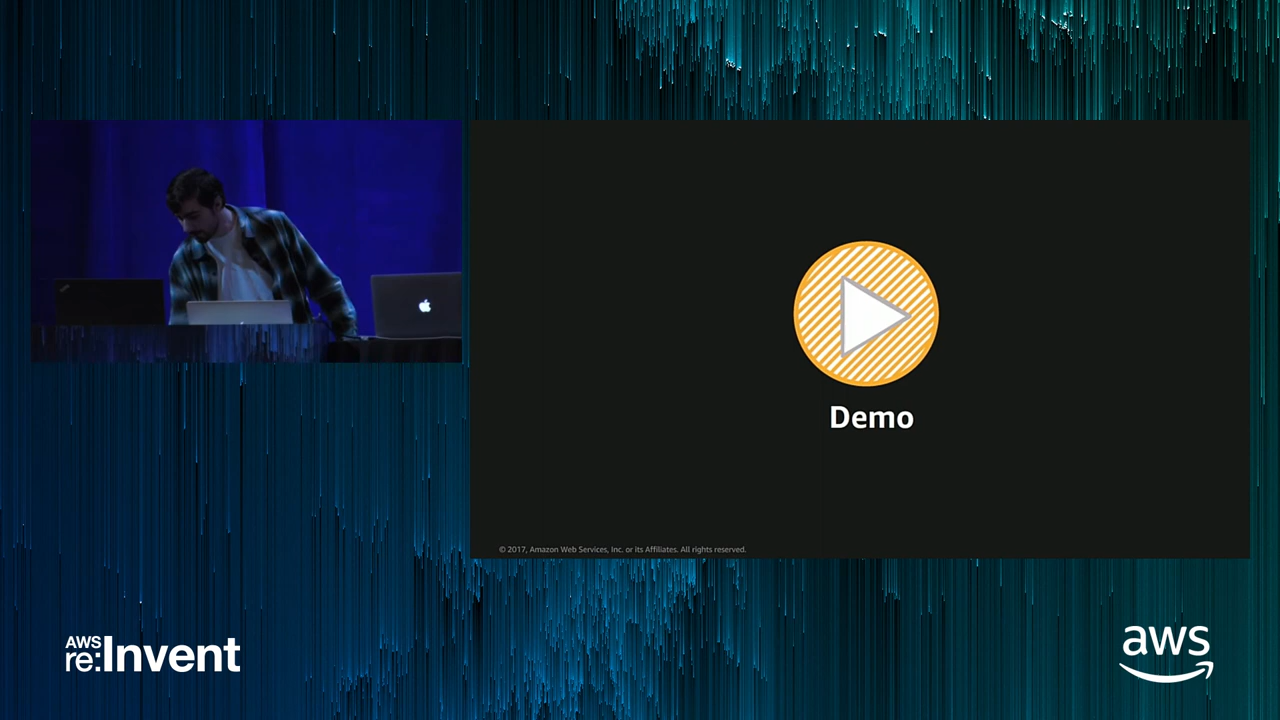 Demo
© 2017, Amazon Web Services, Inc. or its Affiliates. All rights reserved.
AWS
re:Invent
aws